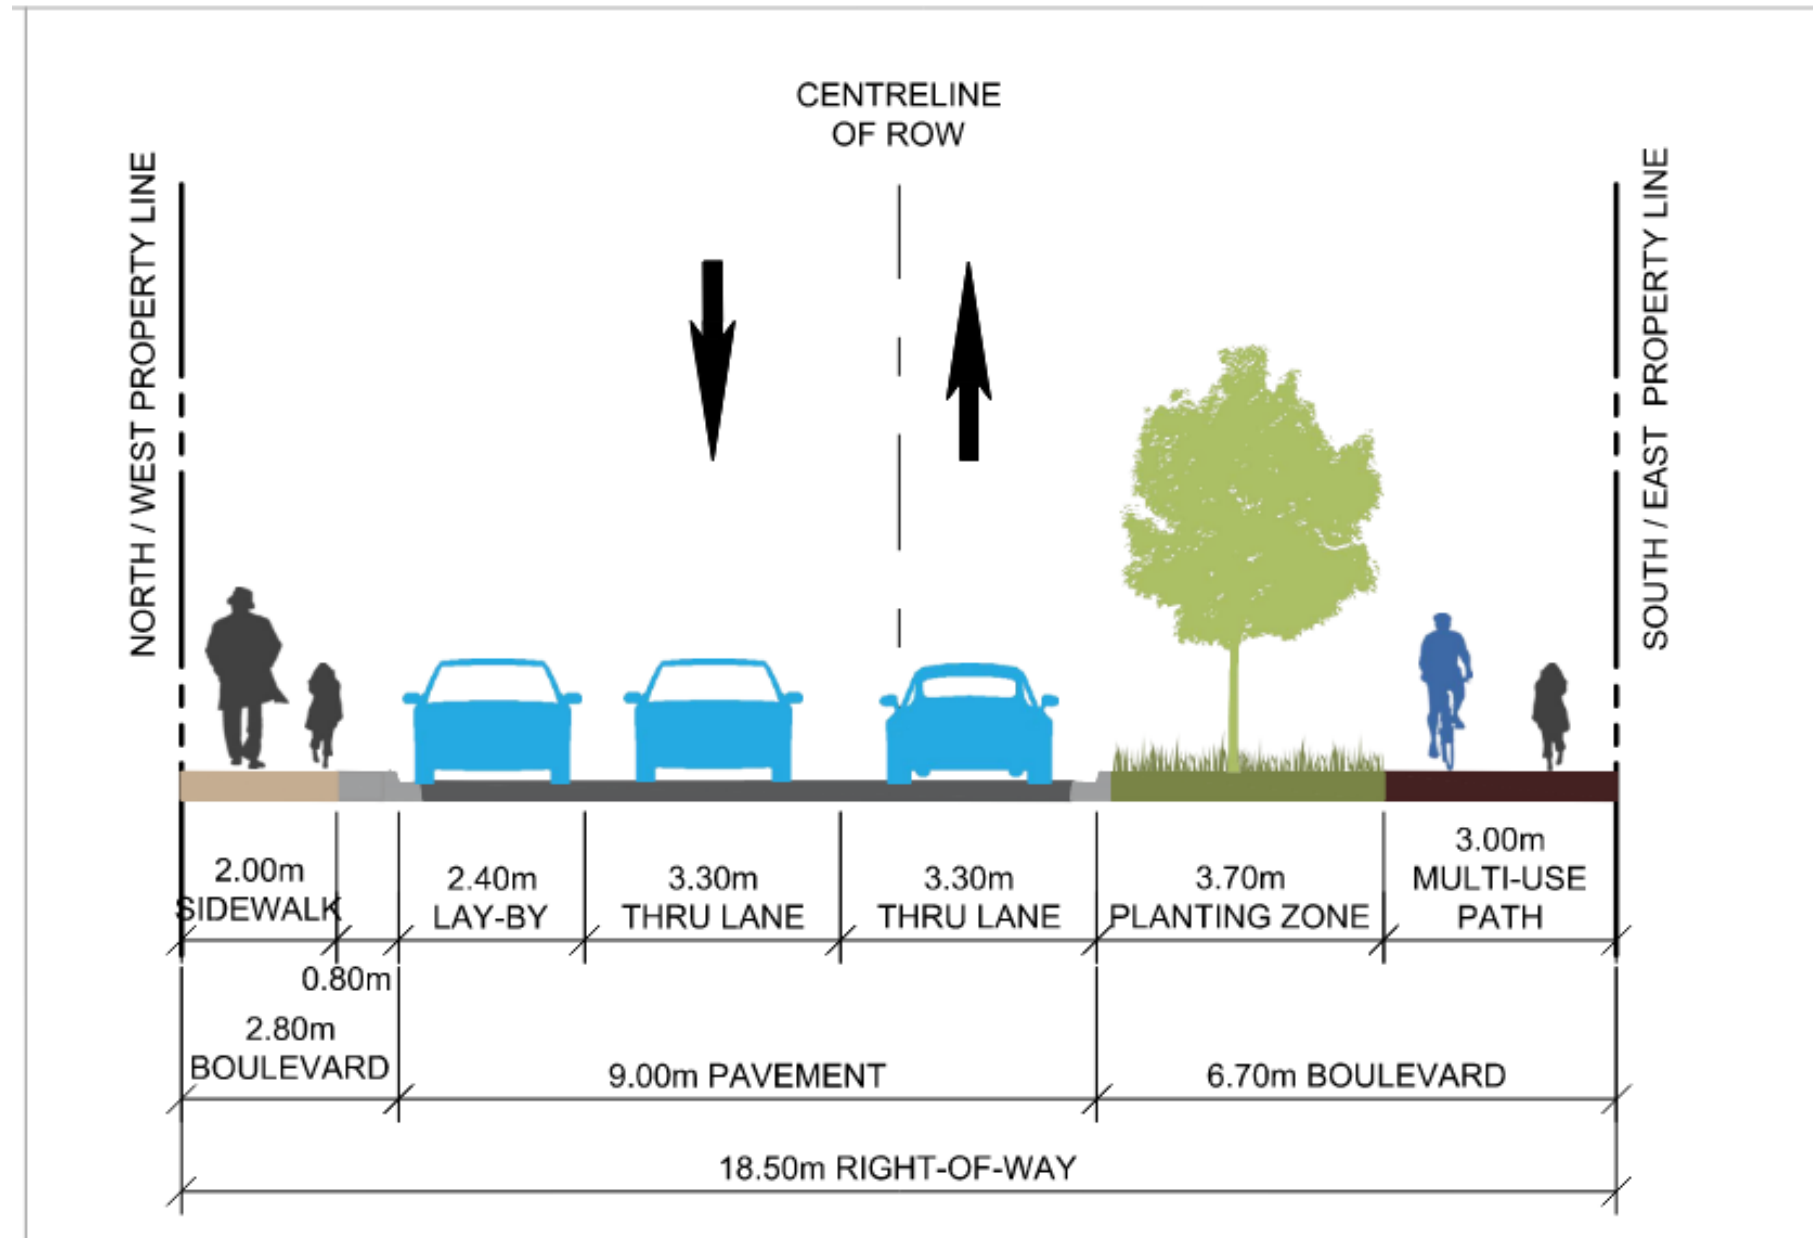 CENTRELINE
OF ROW
NORTH / WEST PROPERTY LINE
SOUTH / EAST PROPERTY LINE
2.00m
SIDEWALK
2.40m
LAY-BY
3.30m
THRU LANE
3.30m
THRU LANE
3.70m
PLANTING ZONE
3.00m
MULTI-USE
PATH
0.80m
2.80m
BOULEVARD
9.00m PAVEMENT
6.70m BOULEVARD
18.50m RIGHT-OF-WAY